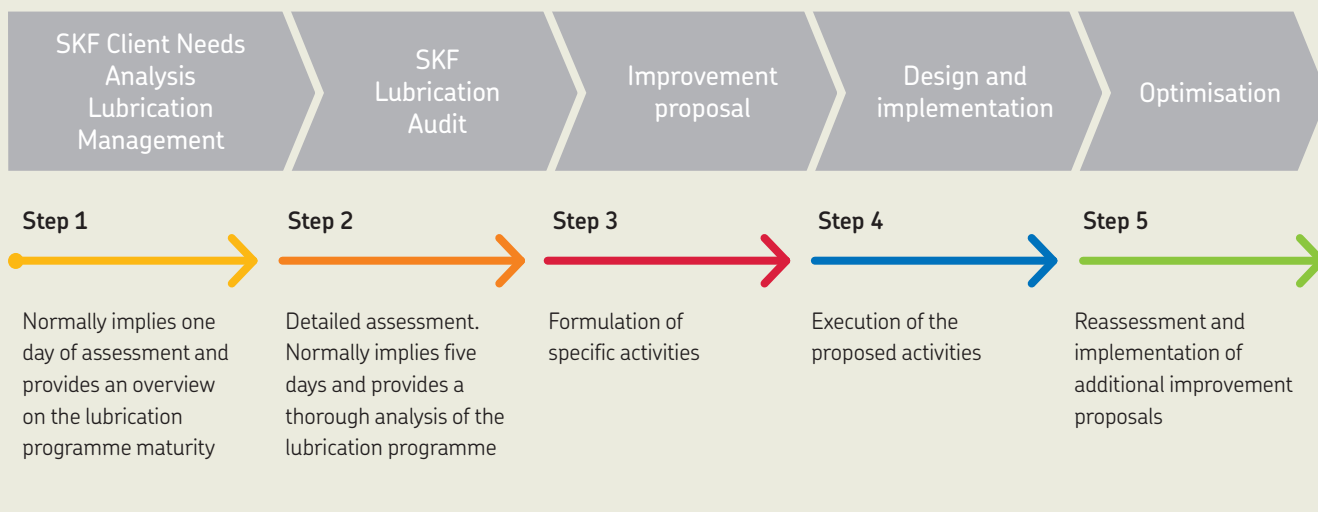 SKF Client Needs
Analysis
Lubrication
Management
SKF
Lubrication
Audit
Improvement
proposal
Design and
implementation
Optimisation
Step 1
Normally implies one
day of assessment and
provides an overview
on the lubrication
programme maturity
Step 2
Detailed assessment.
Normally implies five
days and provides a
thorough analysis of the
lubrication programme
Step 3
Formulation of
specific activities
Step 4
Execution of the
proposed activities
Step 5
Reassessment and
implementation of
additional improvement
proposals